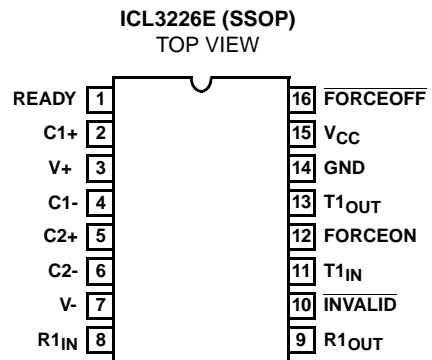 ICL3226E (SSOP)
TOP VIEW
READY 1 16 FORCEOFF
C1+ 2 15 VCC
V+ 3 14 GND
C1- 4 13 T1OUT
C2+ 5 12 FORCEON
C2- 6 11 T1IN
V- 7 10 INVALID
R1IN 8 9 R1OUT